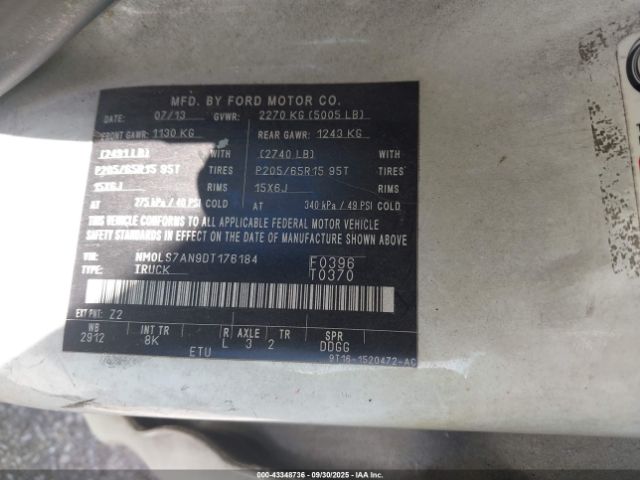 MFD. BY FORD MOTOR CO.
DATE: 07/13 GVWR: 2270 KG (5005 LB)
FRONT GAWR: 1130 KG REAR GAWR: 1243 KG
(2491 LB) WITH (2740 LB) WITH
P205/65R15 95T TIRES P205/65R15 95T TIRES
15X6J RIMS 15X6J RIMS
AT 275 kPa / 40 PSI COLD AT 340 kPa / 49 PSI COLD
THIS VEHICLE CONFORMS TO ALL APPLICABLE FEDERAL MOTOR VEHICLE
SAFETY STANDARDS IN EFFECT ON THE DATE OF MANUFACTURE SHOWN ABOVE
VIN: NM0LS7AN9DT176184 F0396
TYPE: TRUCK T0370
EXT PNT: Z2
WB INT TR R AXLE TR SPR
2912 8K L 3 2 DDGG
ETU 9T16-1520472-AC
000-43348736 - 09/30/2025 - IAAI.COM